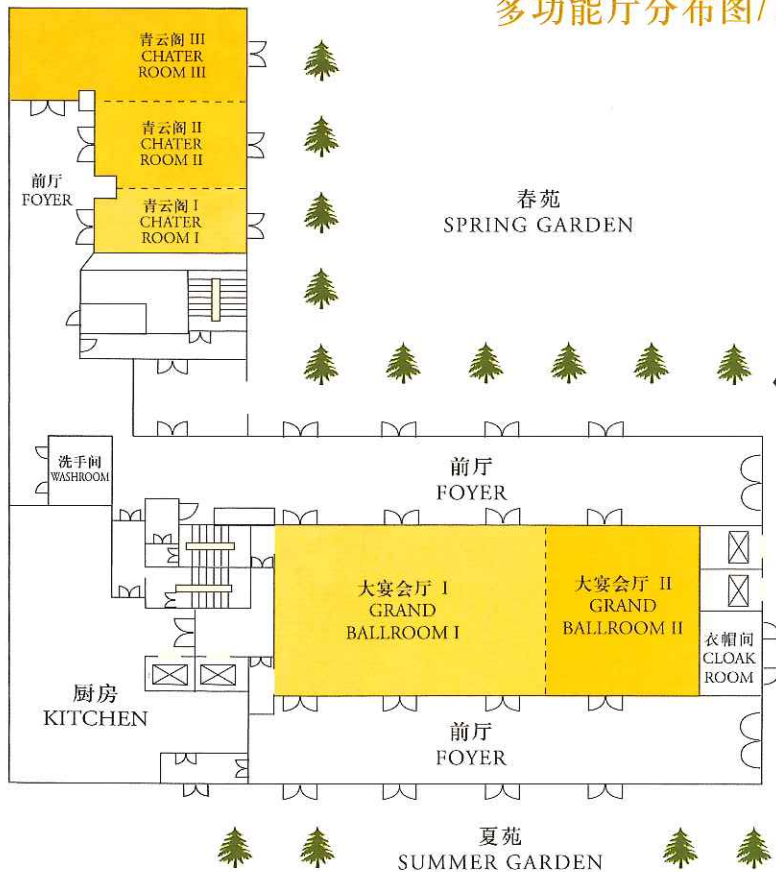 多功能厅分布图/
青云阁 III
CHATER
ROOM III
青云阁 II
CHATER
ROOM II
前厅
FOYER
青云阁 I
CHATER
ROOM I
春苑
SPRING GARDEN
洗手间
WASHROOM
前厅
FOYER
大宴会厅 I
GRAND
BALLROOM I
大宴会厅 II
GRAND
BALLROOM II
衣帽间
CLOAK
ROOM
厨房
KITCHEN
前厅
FOYER
夏苑
SUMMER GARDEN